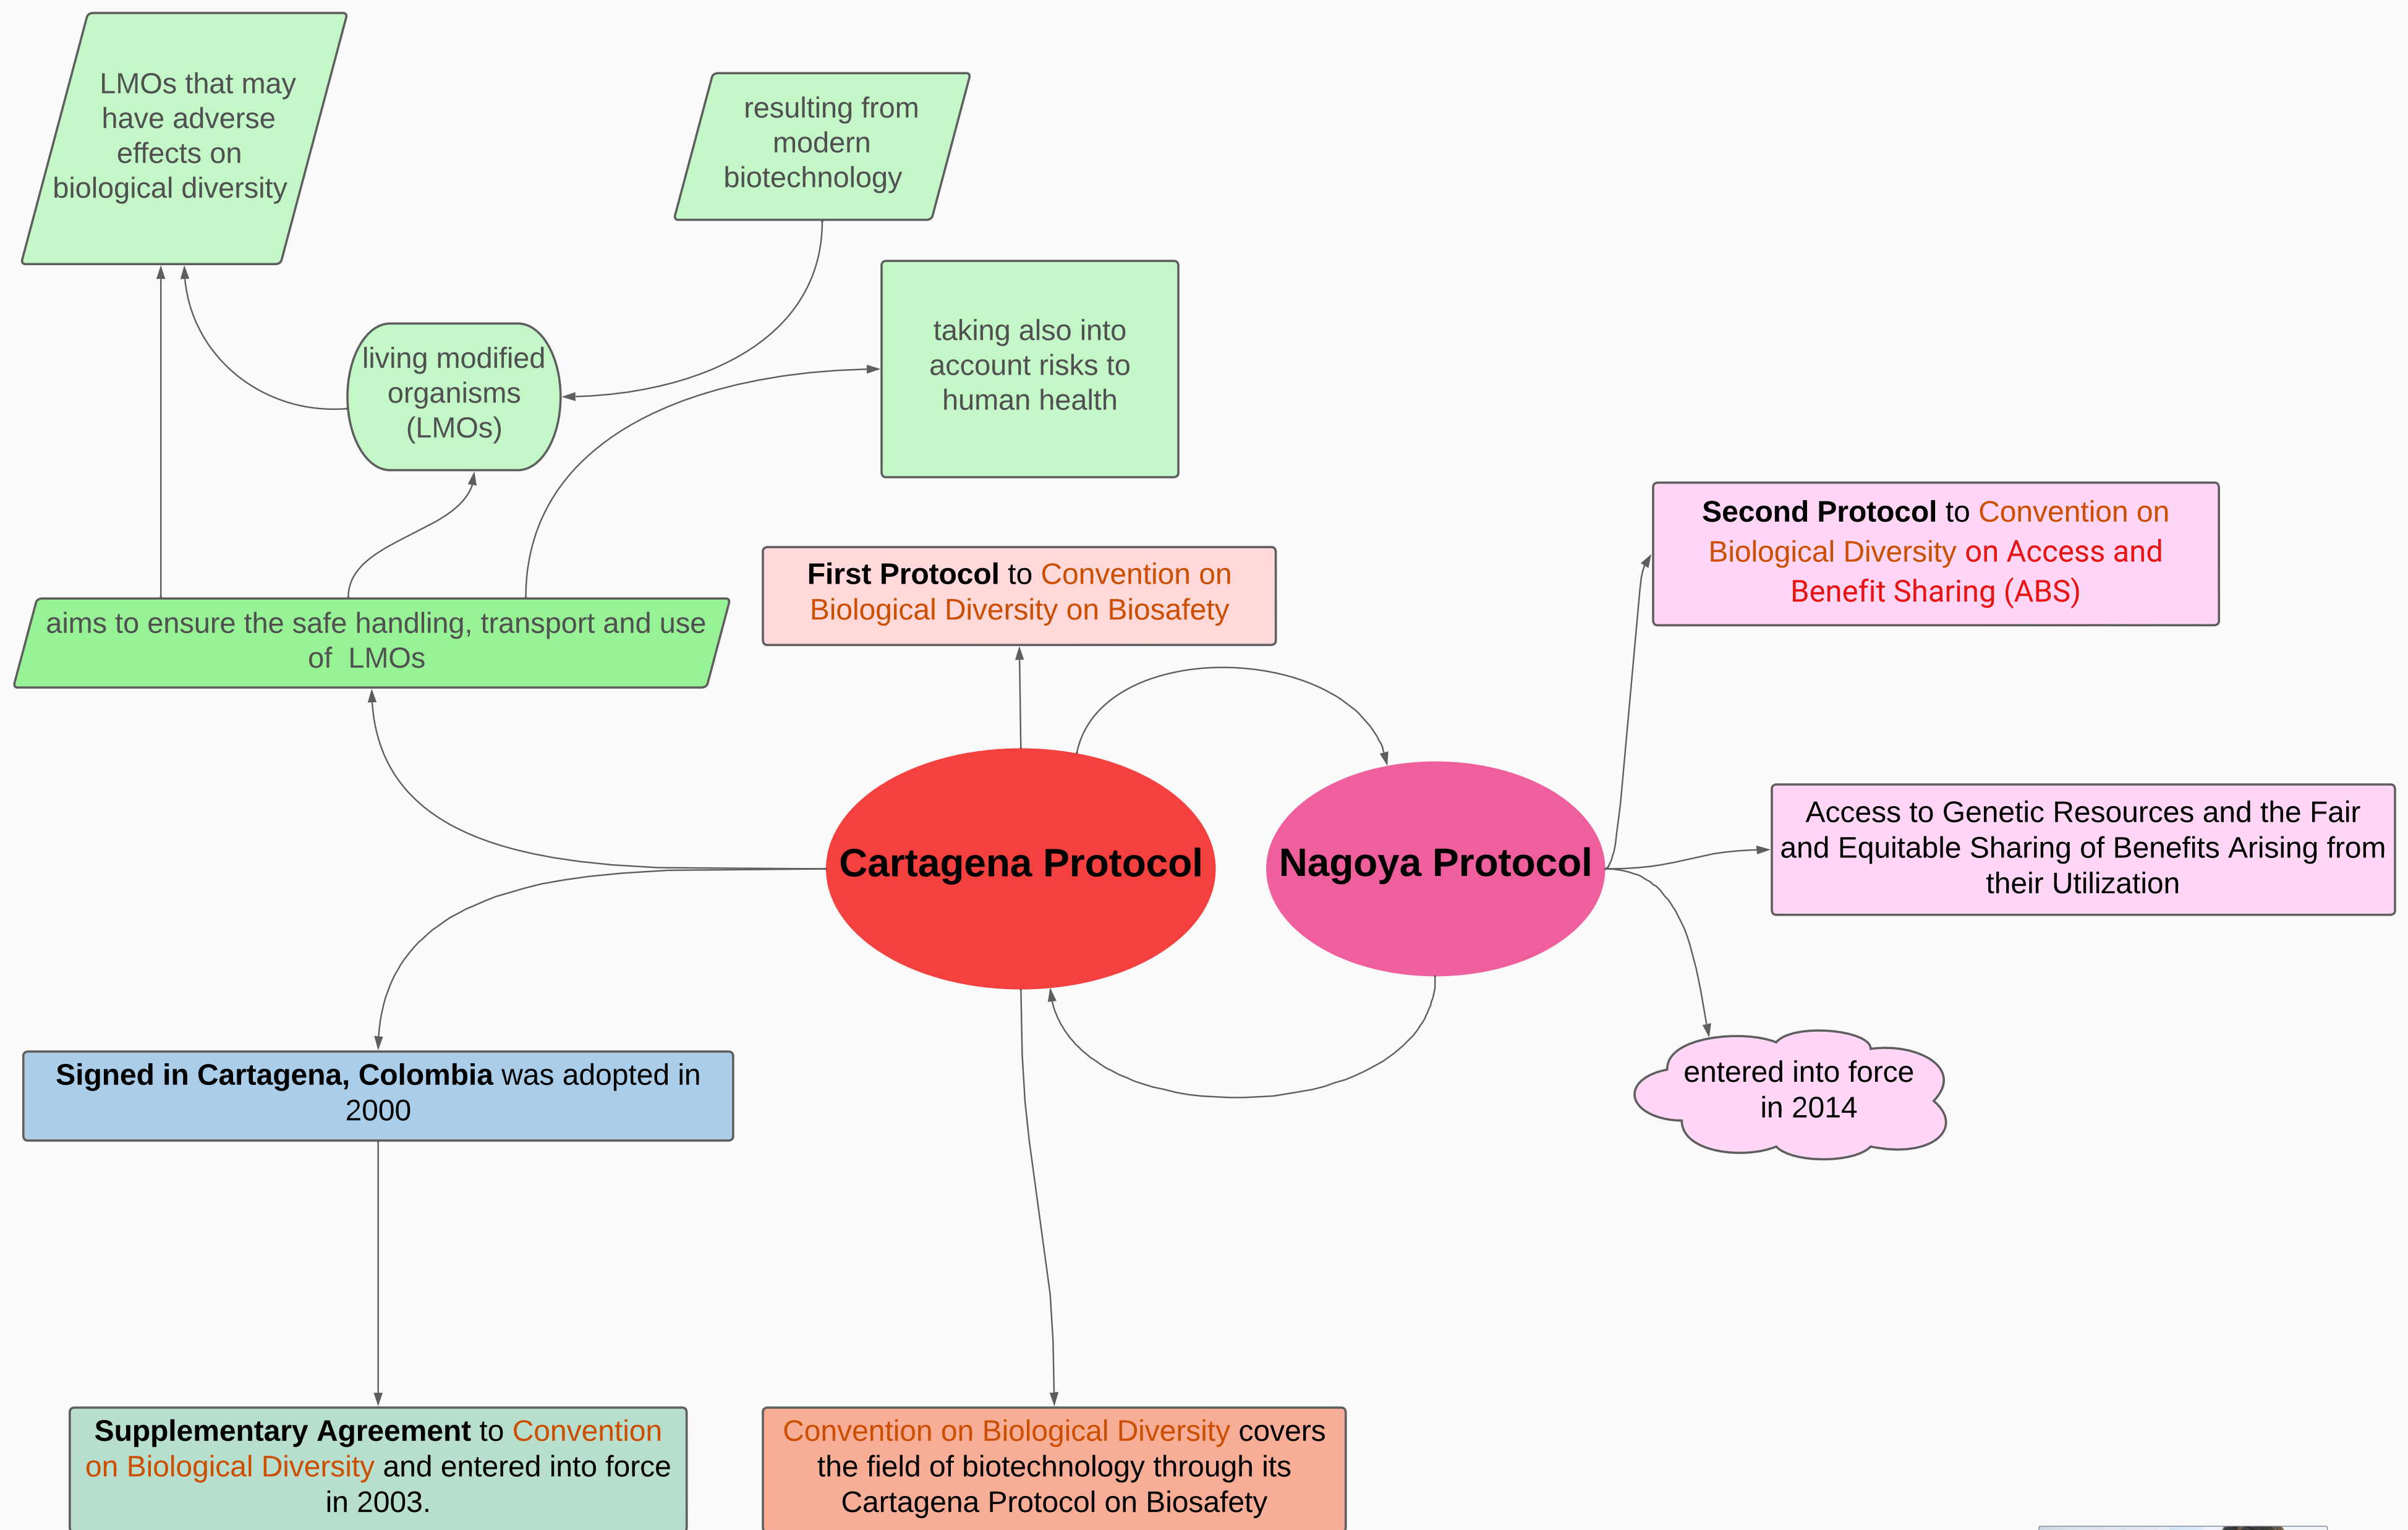 LMOs that may
have adverse
effects on
biological diversity
resulting from
modern
biotechnology
living modified
organisms
(LMOs)
taking also into
account risks to
human health
aims to ensure the safe handling, transport and use
of  LMOs
First Protocol to Convention on
Biological Diversity on Biosafety
Second Protocol to Convention on
Biological Diversity on Access and
Benefit Sharing (ABS)
Cartagena Protocol
Nagoya Protocol
Access to Genetic Resources and the Fair
and Equitable Sharing of Benefits Arising from
their Utilization
entered into force
in 2014
Signed in Cartagena, Colombia was adopted in
2000
Supplementary Agreement to Convention
on Biological Diversity and entered into force
in 2003.
Convention on Biological Diversity covers
the field of biotechnology through its
Cartagena Protocol on Biosafety